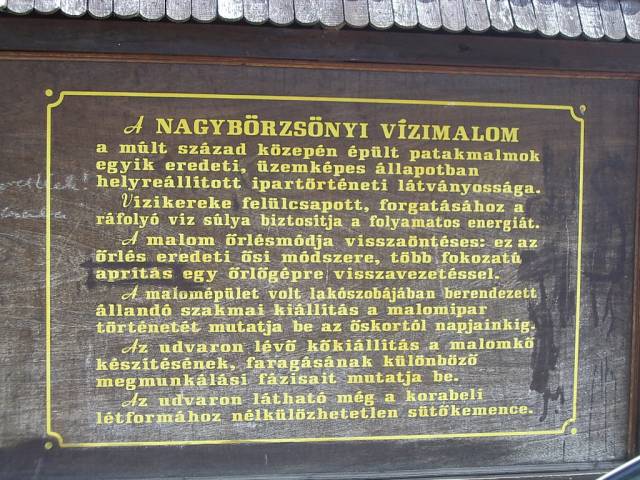 A NAGYBÖRZSÖNYI VÍZIMALOM
a múlt század közepén épült patakmalmok
egyik eredeti, üzemképes állapotban
helyreállított ipartörténeti látványossága.
Vizikereke felülcsapott, forgatásához a
ráfolyó viz súlya biztosítja a folyamatos energiát.
A malom őrlésmódja visszaöntéses: ez az
őrlés eredeti ősi módszere, több fokozatú
aprítás egy őrlőgépre visszavezetéssel.
A malomépület volt lakószobájában berendezett
állandó szakmai kiállítás a malomipar
történetét mutatja be az őskortól napjainkig.
Az udvaron lévő kőkiállítás a malomkő
készítésének, faragásának különböző
megmunkálási fázisait mutatja be.
Az udvaron látható még a korabeli
létformához nélkülözhetetlen sütőkemence.